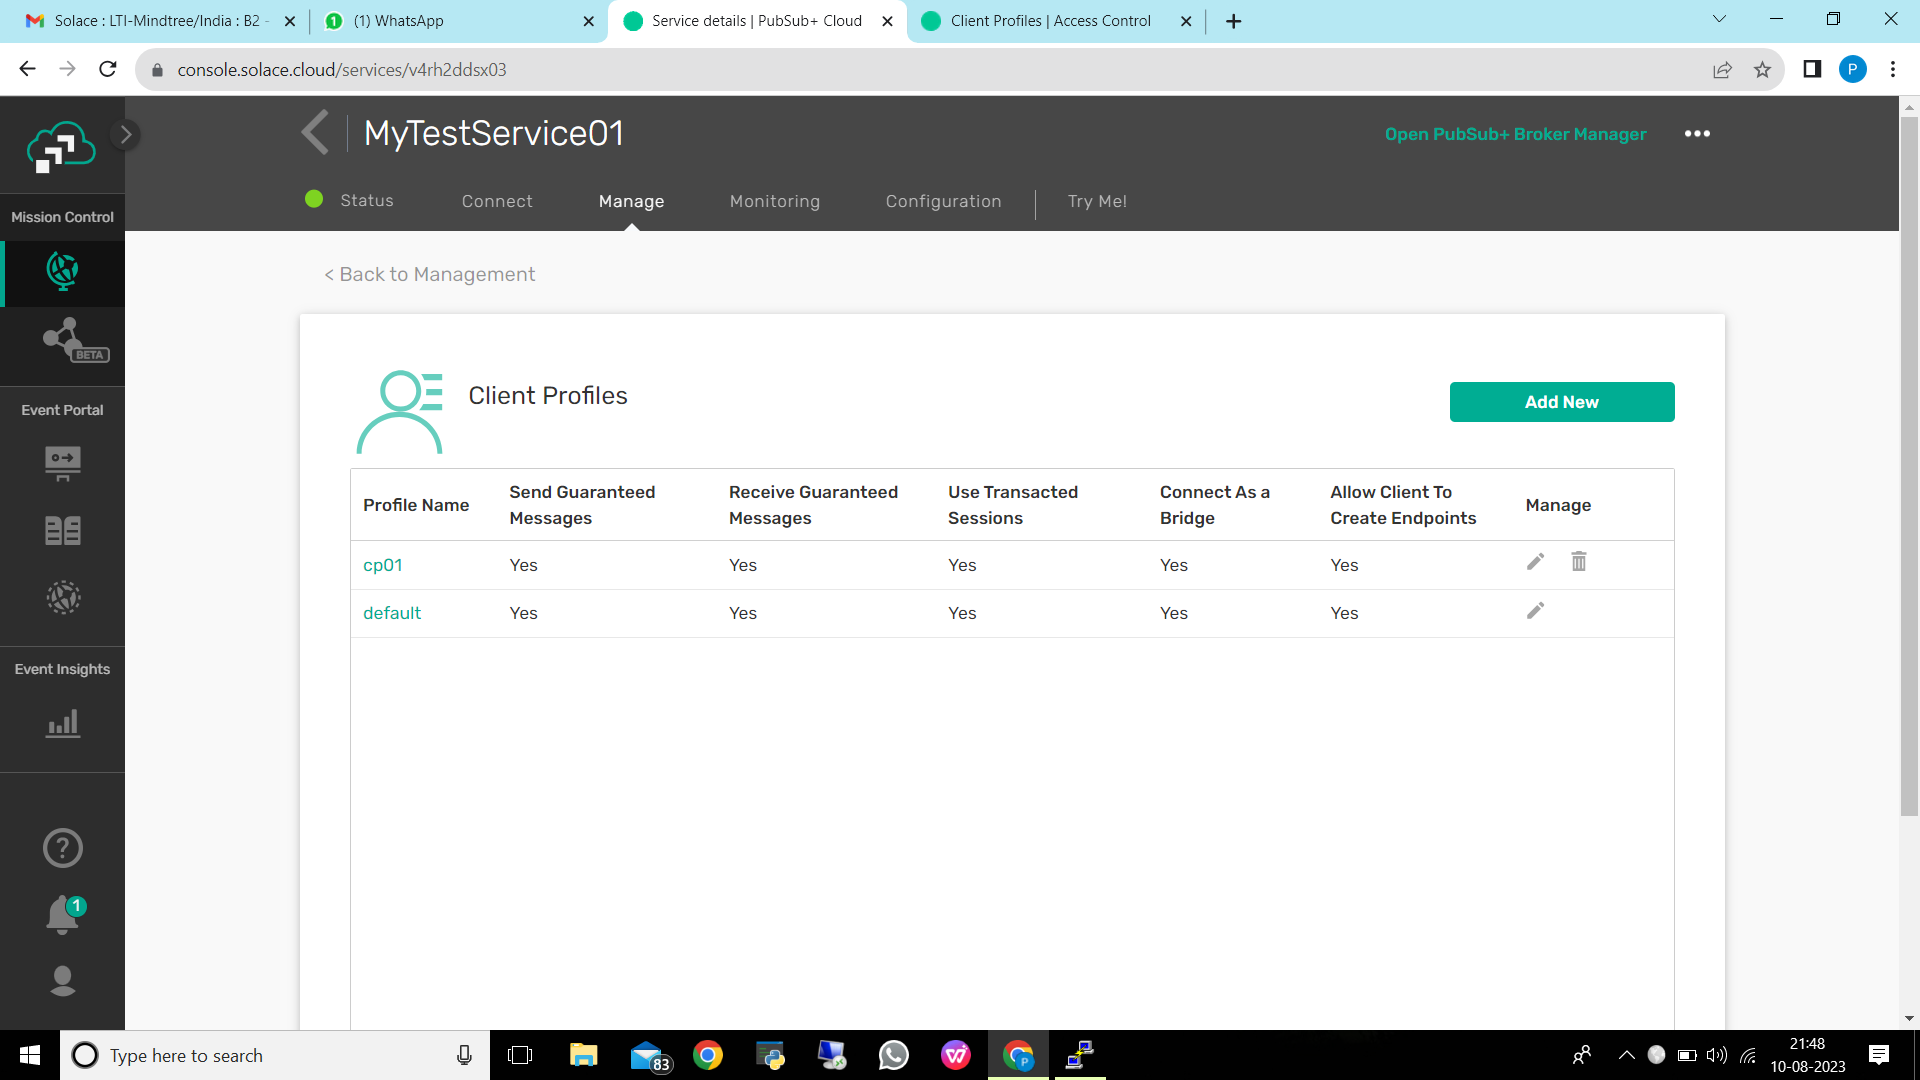 Solace : LTI-Mindtree/India : B2 -
1 (1) WhatsApp
Service details | PubSub+ Cloud
Client Profiles | Access Control
console.solace.cloud/services/v4rh2ddsx03
P
MyTestService01
Open PubSub+ Broker Manager
Status Connect Manage Monitoring Configuration Try Me!
Mission Control
BETA
Event Portal
Event Insights
?
1
< Back to Management
Client Profiles
Add New
Profile Name Send Guaranteed Messages Receive Guaranteed Messages Use Transacted Sessions Connect As a Bridge Allow Client To Create Endpoints Manage
cp01 Yes Yes Yes Yes Yes
default Yes Yes Yes Yes Yes
Type here to search
83
P
21:48
10-08-2023